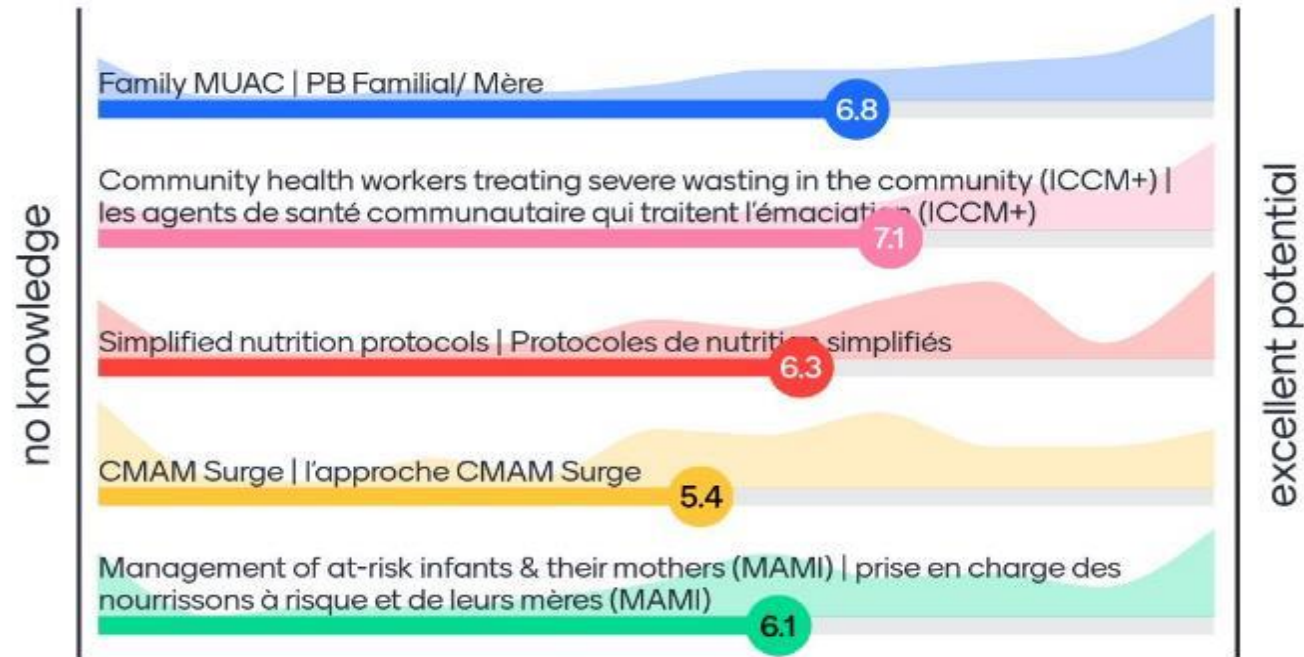 no knowledge
Family MUAC | PB Familial/ Mère
6.8
Community health workers treating severe wasting in the community (ICCM+) |
les agents de santé communautaire qui traitent l'émaciation (ICCM+)
7.1
Simplified nutrition protocols | Protocoles de nutrition simplifiés
6.3
CMAM Surge | l'approche CMAM Surge
5.4
Management of at-risk infants & their mothers (MAMI) | prise en charge des
nourrissons à risque et de leurs mères (MAMI)
6.1
excellent potential